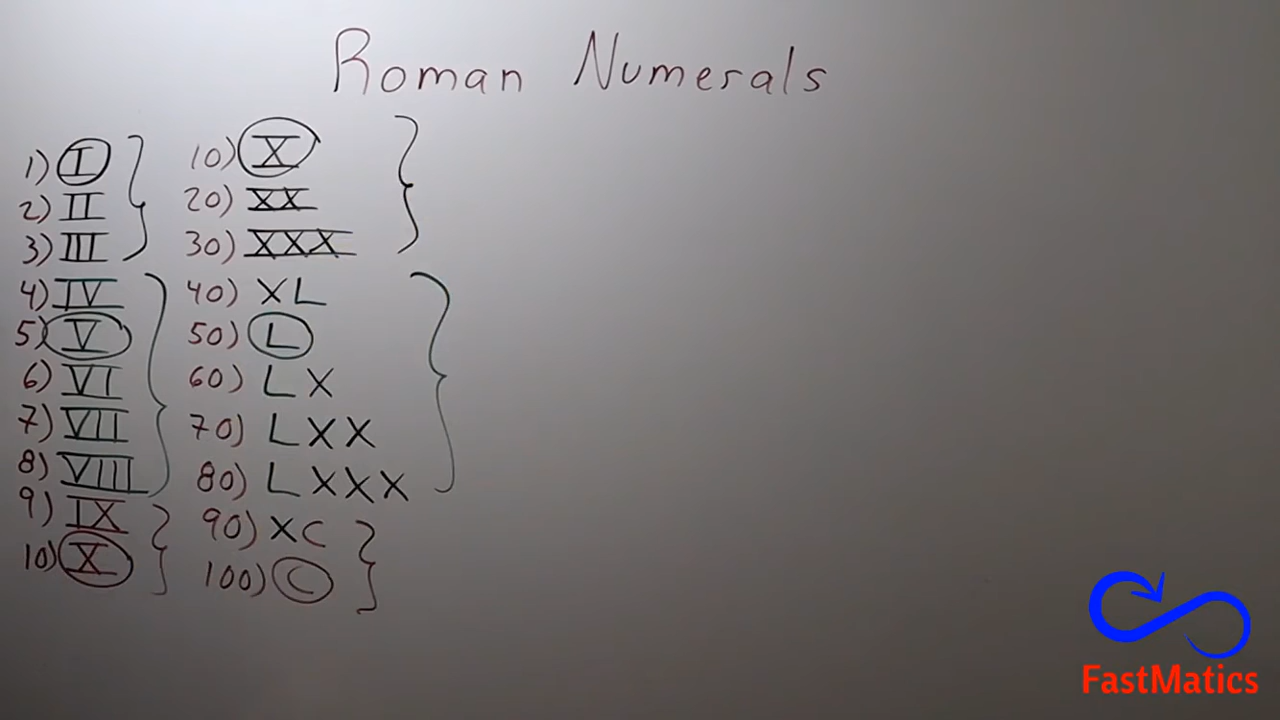 Roman Numerals
1) I
2) II
3) III
4) IV
5) V
6) VI
7) VII
8) VIII
9) IX
10) X
10) X
20) XX
30) XXX
40) XL
50) L
60) LX
70) LXX
80) LXXX
90) XC
100) C
FastMatics